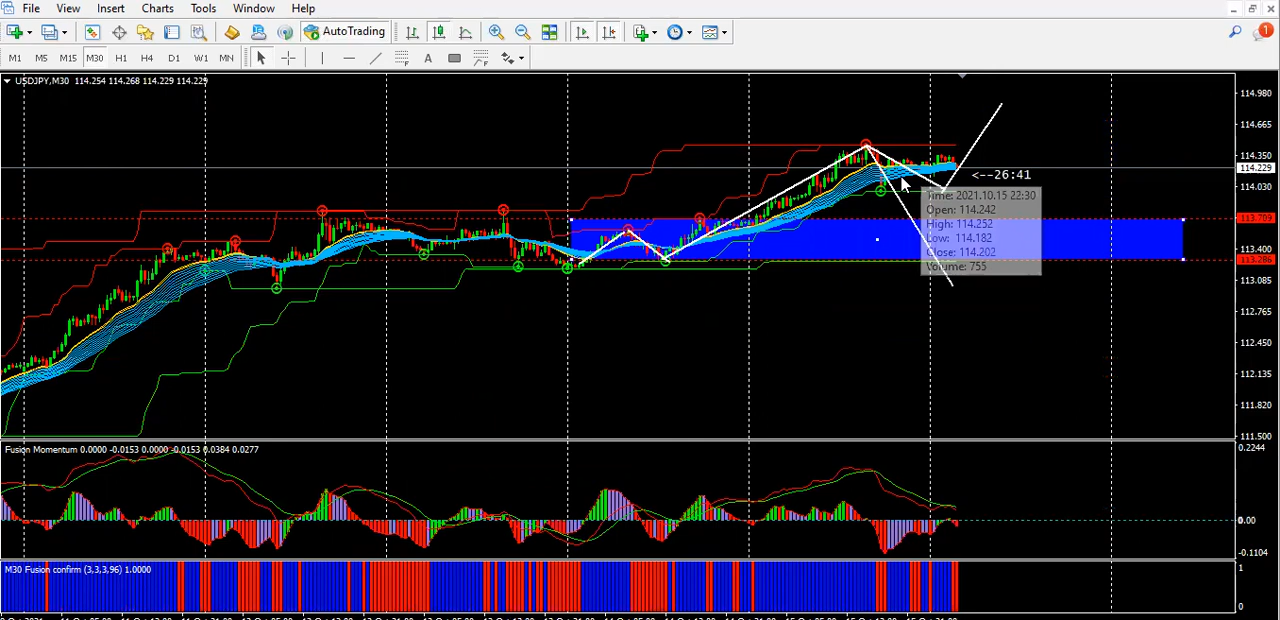 File View Insert Charts Tools Window Help
AutoTrading
1
M1 M5 M15 M30 H1 H4 D1 W1 MN
A
USDJPY,M30 114.254 114.268 114.229 114.229
114.980
114.665
114.350
114.229
114.030
113.709
113.400
113.286
113.085
112.765
112.450
112.135
111.820
111.500
<--26:41
Time: 2021.10.15 22:30
Open: 114.242
High: 114.252
Low: 114.182
Close: 114.202
Volume: 755
Fusion Momentum 0.0000 -0.0153 0.0000 -0.0153 0.0384 0.0277
0.2244
0.00
-0.1104
M30 Fusion confirm (3,3,3,96) 1.0000
1
0